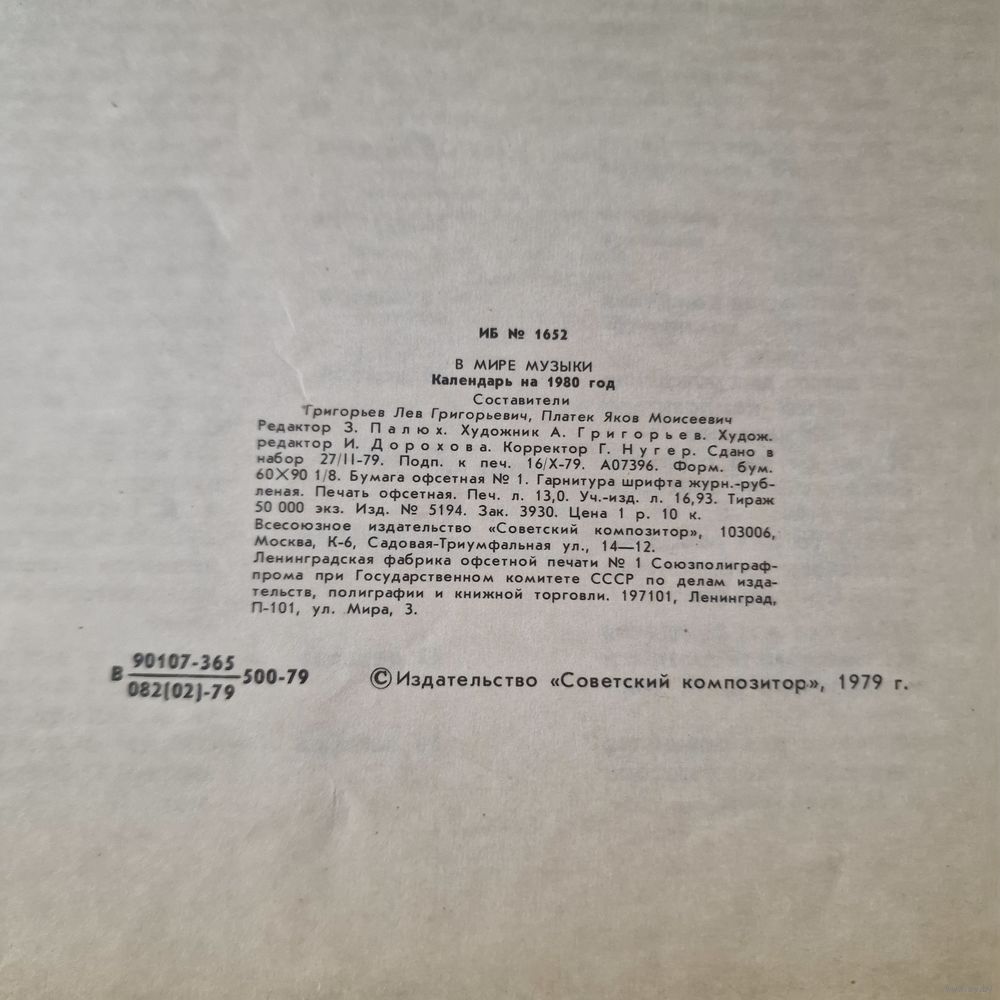 ИБ № 1652
В МИРЕ МУЗЫКИ
Календарь на 1980 год
Составители
Григорьев Лев Григорьевич, Платек Яков Моисеевич
Редактор З. Палюх. Художник А. Григорьев. Худож.
редактор И. Дорохова. Корректор Г. Нугер. Сдано в
набор 27/II-79. Подп. к печ. 16/X-79. А07396. Форм. бум.
60×90 1/8. Бумага офсетная № 1. Гарнитура шрифта журн.-руб-
леная. Печать офсетная. Печ. л. 13,0. Уч.-изд. л. 16,93. Тираж
50 000 экз. Изд. № 5194. Зак. 3930. Цена 1 р. 10 к.
Всесоюзное издательство «Советский композитор», 103006,
Москва, К-6, Садовая-Триумфальная ул., 14—12.
Ленинградская фабрика офсетной печати № 1 Союзполиграф-
прома при Государственном комитете СССР по делам изда-
тельств, полиграфии и книжной торговли. 197101, Ленинград,
П-101, ул. Мира, 3.
В 90107-365
082(02)-79 500-79
©Издательство «Советский композитор», 1979 г.